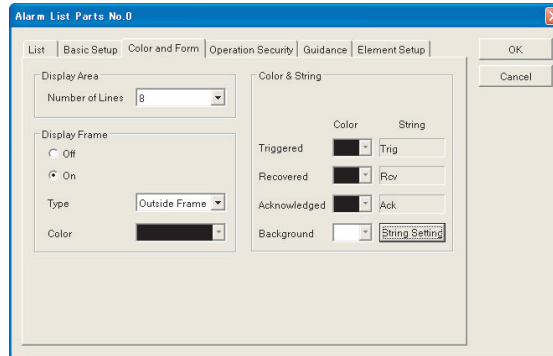 Alarm List Parts No.0
List Basic Setup Color and Form Operation Security Guidance Element Setup
OK
Cancel
Display Area
Number of Lines 8
Display Frame
Off
On
Type Outside Frame
Color
Color & String
Color String
Triggered Trig
Recovered Rcv
Acknowledged Ack
Background String Setting